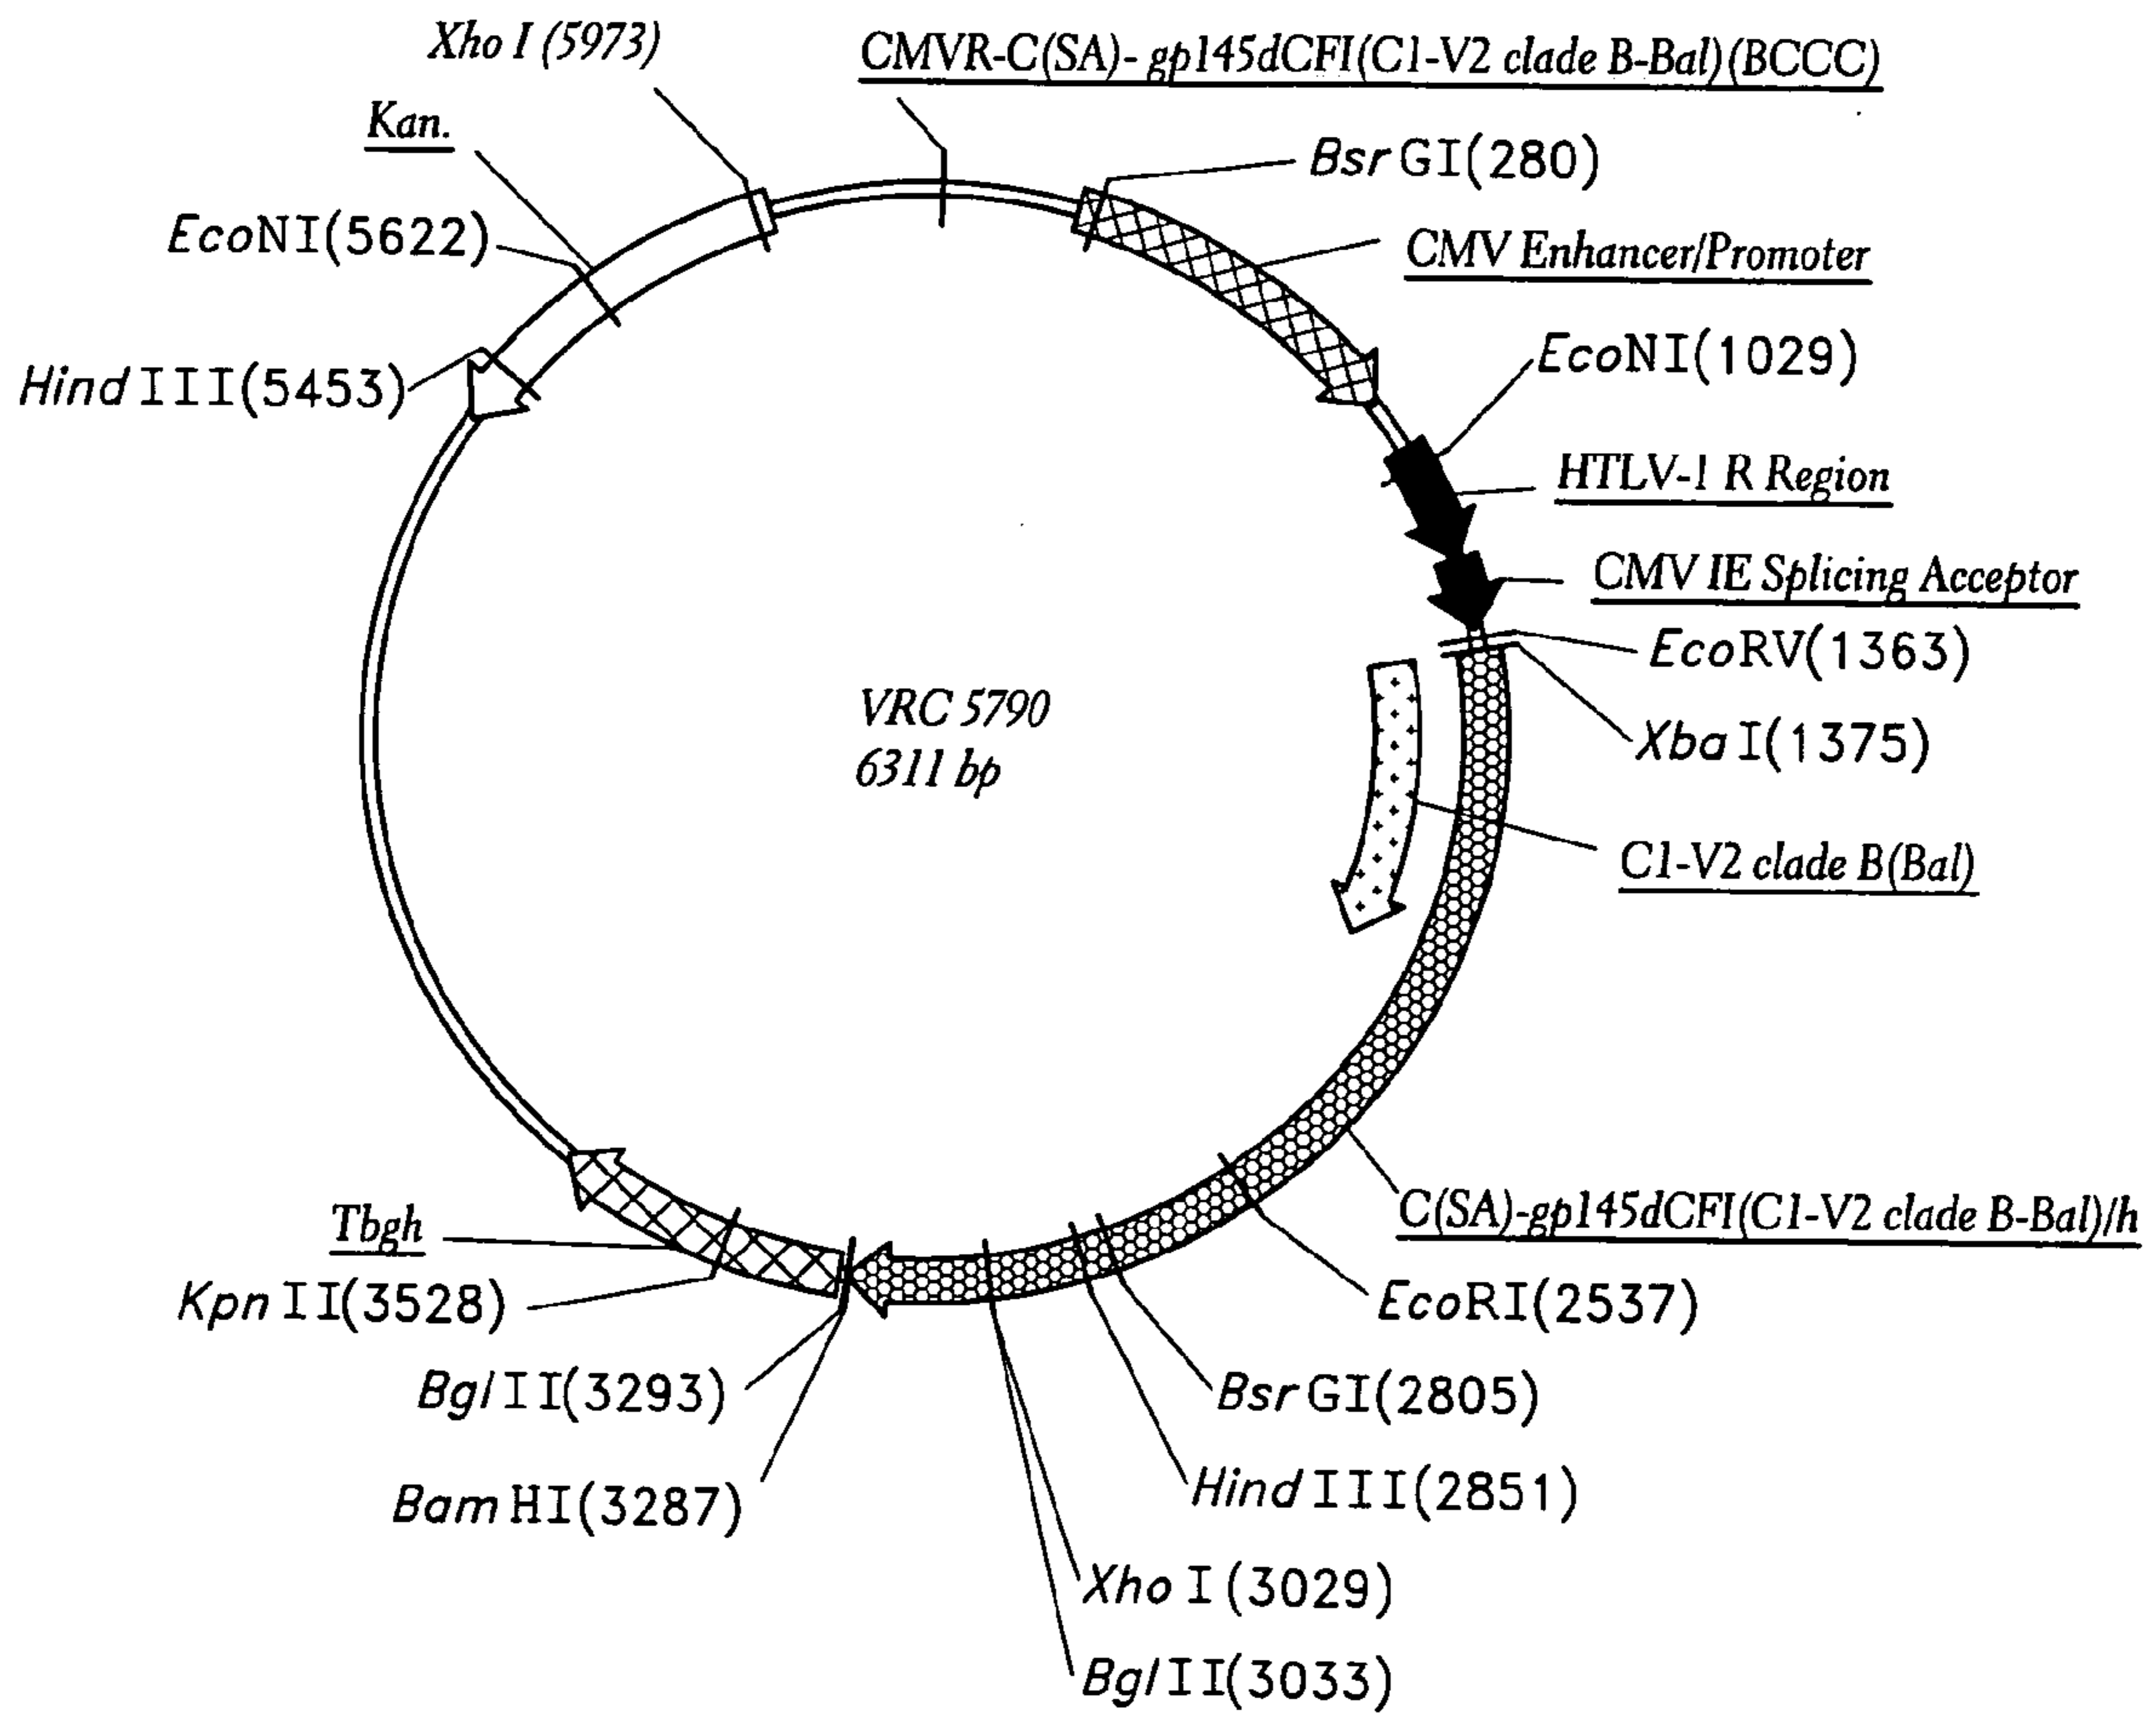 Xho I (5973)
CMVR-C(SA)- gp145dCFI(C1-V2 clade B-Bal)(BCCC)
Kan.
BsrGI(280)
EcoNI(5622)
CMV Enhancer/Promoter
EcoNI(1029)
HindIII(5453)
HTLV-1 R Region
CMV IE Splicing Acceptor
EcoRV(1363)
VRC 5790
6311 bp
XbaI(1375)
C1-V2 clade B(Bal)
C(SA)-gp145dCFI(C1-V2 clade B-Bal)/h
Tbgh
KpnII(3528)
EcoRI(2537)
BglII(3293)
BsrGI(2805)
BamHI(3287)
HindIII(2851)
XhoI(3029)
BglII(3033)